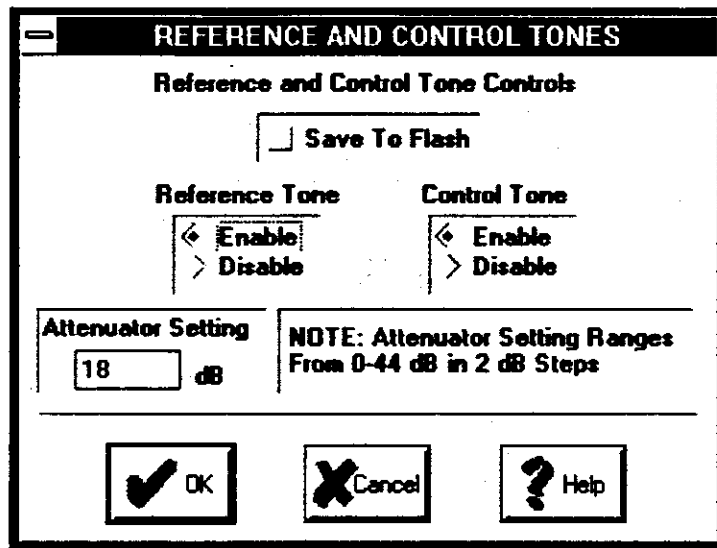 REFERENCE AND CONTROL TONES
Reference and Control Tone Controls
Save To Flash
Reference Tone
Enable
Disable
Control Tone
Enable
Disable
Attenuator Setting
18 dB
NOTE: Attenuator Setting Ranges
From 0-44 dB in 2 dB Steps
OK
Cancel
Help